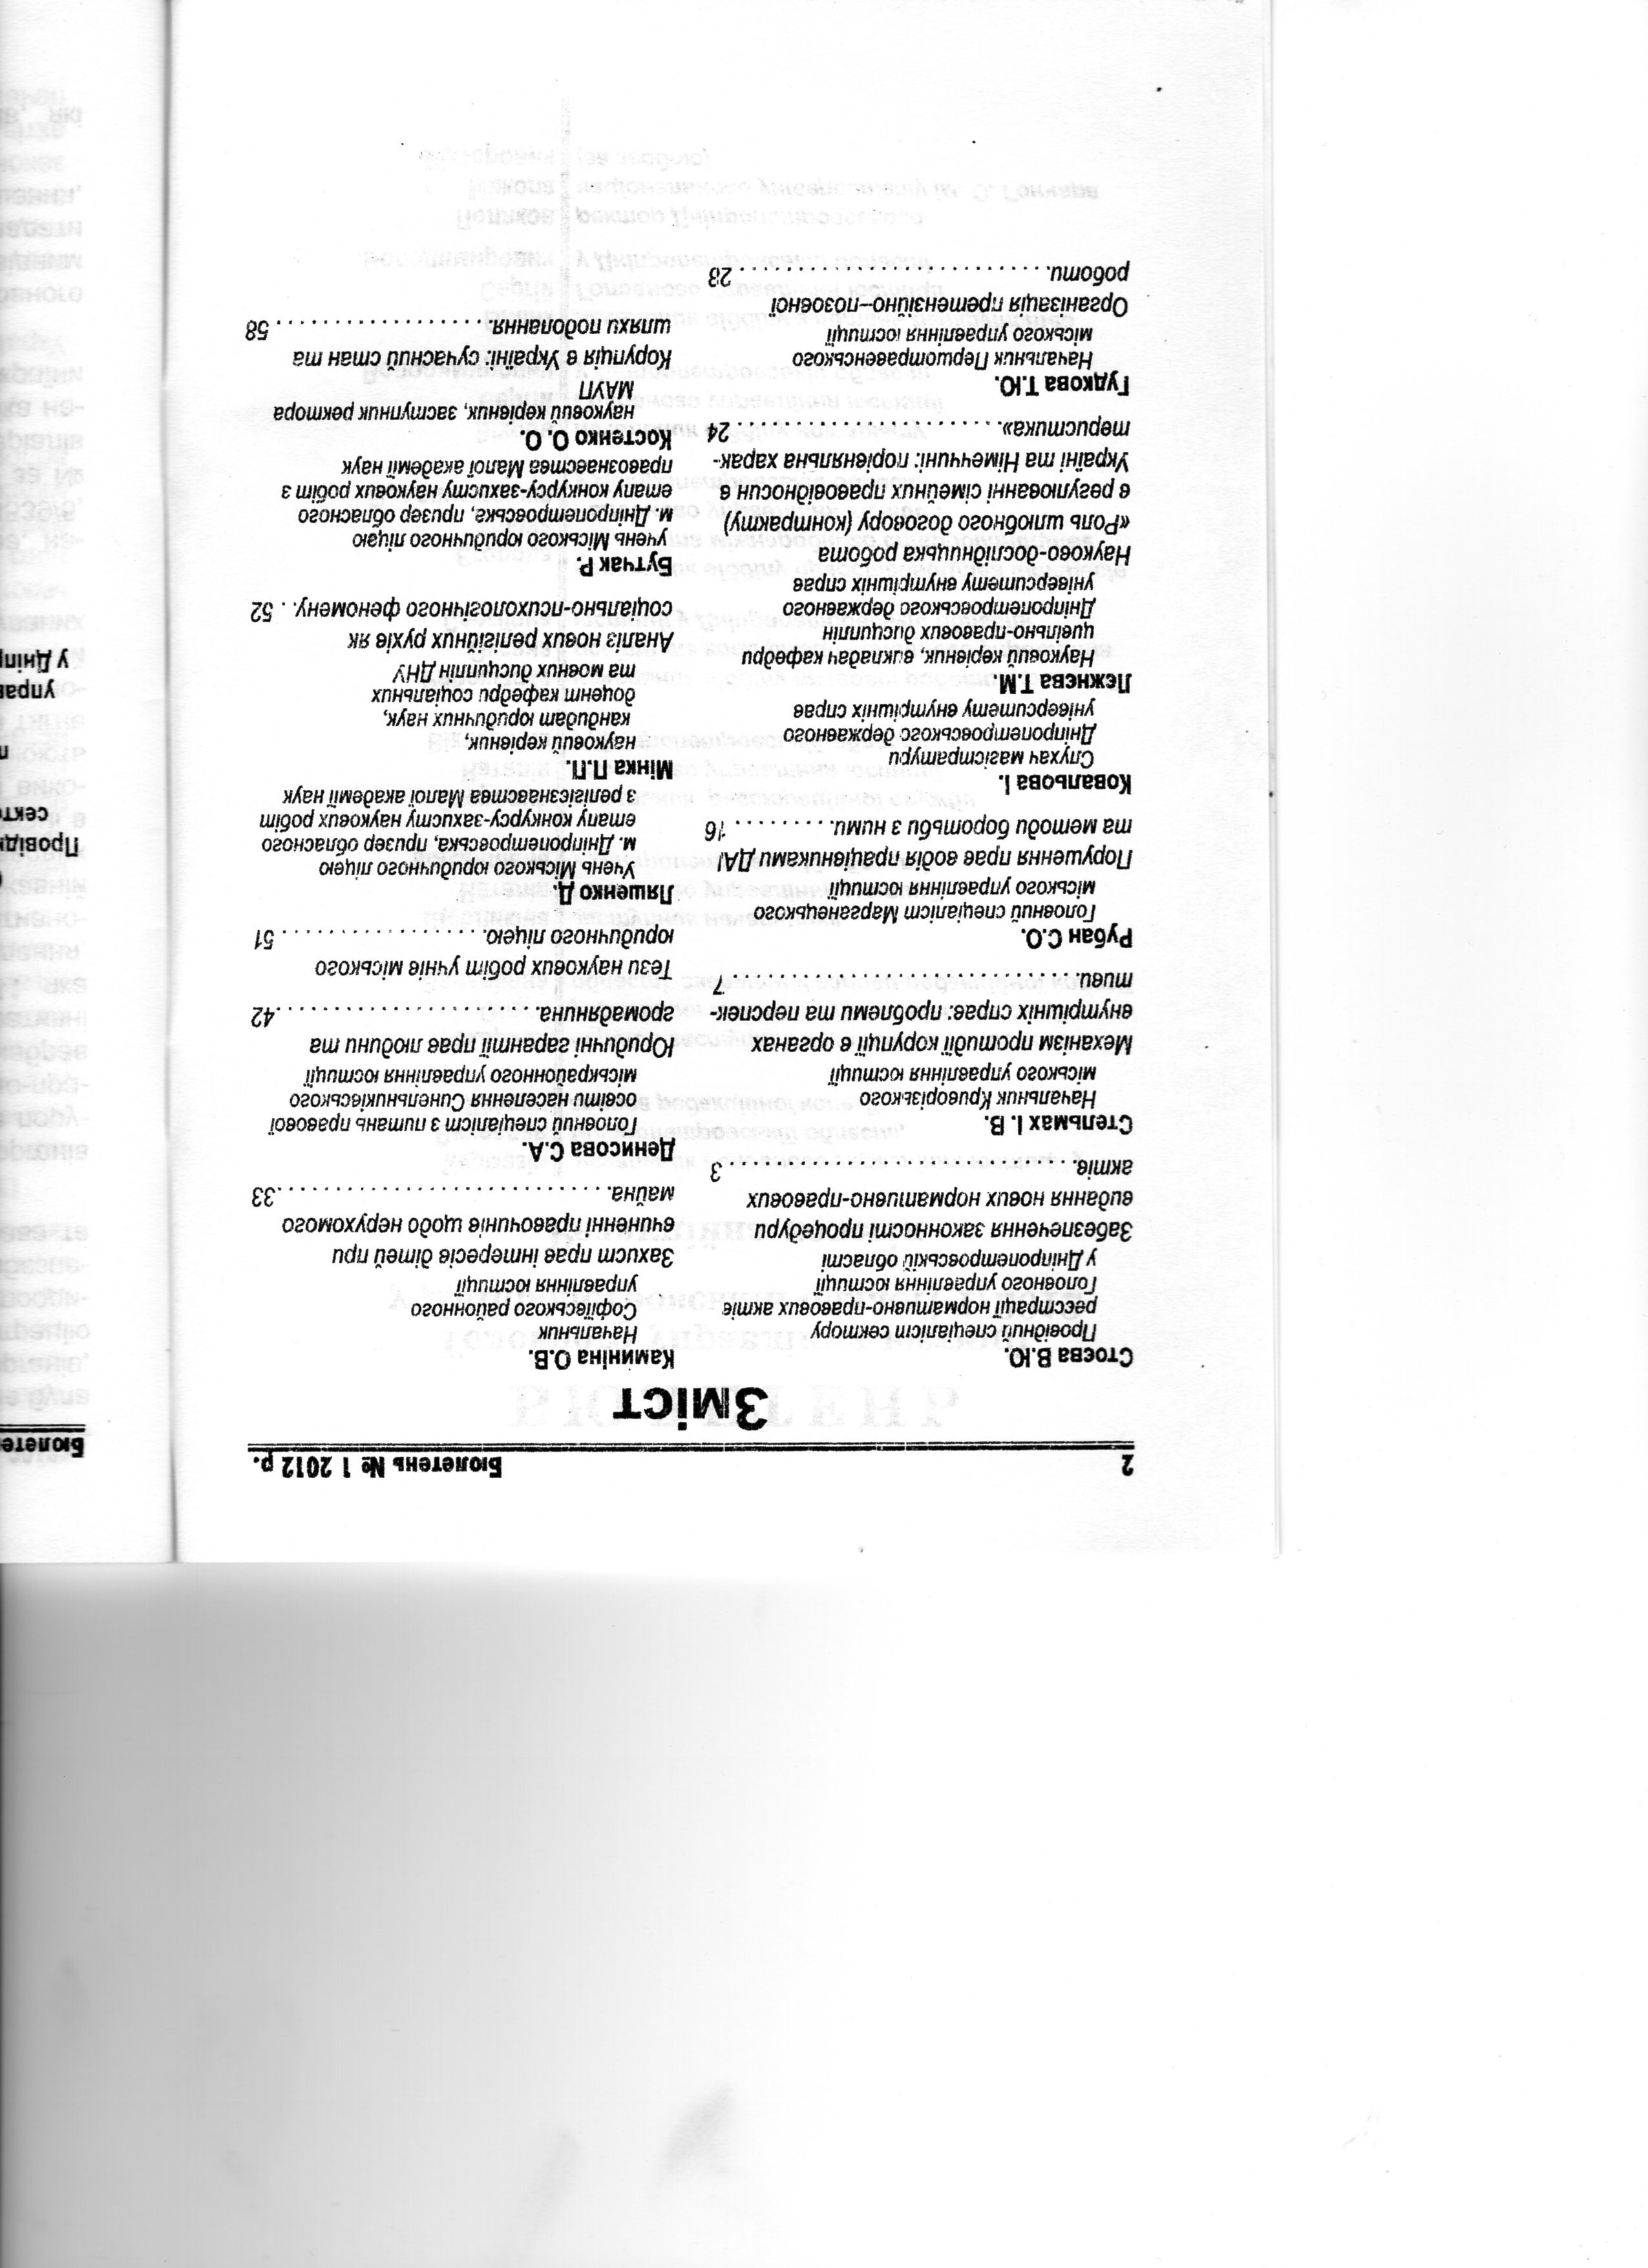 2
Бюлетень № 1 2012 р.
Зміст
Стоєва В.Ю.
Провідний спеціаліст сектору
реєстрації нормативно-правових актів
Головного управління юстиції
у Дніпропетровській області
Забезпечення законності процедури
видання нових нормативно-правових
актів. . . . . . . . . . . . . . . . . . . . . . . . . . . . . . . 3
Стельмах І. В.
Начальник Криворізького
міського управління юстиції
Механізм протидії корупції в органах
внутрішніх справ: проблеми та перспек-
тиви. . . . . . . . . . . . . . . . . . . . . . . . . . . . . . . 7
Рубан С.О.
Головний спеціаліст Марганецького
міського управління юстиції
Порушення прав водія працівниками ДАІ
та методи боротьби з ними. . . . . . . . . . 16
Ковальова І.
Слухач магістратури
Дніпропетровського державного
університету внутрішніх справ
Лежнєва Т.М.
Науковий керівник, викладач кафедри
цивільно-правових дисциплін
Дніпропетровського державного
університету внутрішніх справ
Науково-дослідницька робота
«Роль шлюбного договору (контракту)
в регулюванні сімейних правовідносин в
Україні та Німеччині: порівняльна харак-
теристика». . . . . . . . . . . . . . . . . . . . . . . 24
Гудкова Т.Ю.
Начальник Першотравенського
міського управління юстиції
Організація претензійно–позовної
роботи. . . . . . . . . . . . . . . . . . . . . . . . . . . 28
Каминіна О.В.
Начальник
Софіївського районного
управління юстиції
Захист прав інтересів дітей при
вчиненні правочинів щодо нерухомого
майна. . . . . . . . . . . . . . . . . . . . . . . . . . . . .33
Денисова С.А.
Головний спеціаліст з питань правової
освіти населення Синельниківського
міськрайонного управління юстиції
Юридичні гарантії прав людини та
громадянина. . . . . . . . . . . . . . . . . . . . . . .42
Тези наукових робіт учнів міського
юридичного ліцею. . . . . . . . . . . . . . . . . . 51
Ляшенко Д.
Учень Міського юридичного ліцею
м. Дніпропетровська, призер обласного
етапу конкурсу-захисту наукових робіт
з релігієзнавства Малої академії наук
Мінка П.П.
науковий керівник,
кандидат юридичних наук,
доцент кафедри соціальних
та мовних дисциплін ДНУ
Аналіз нових релігійних рухів як
соціально-психологічного феномену. . 52
Бутчак Р.
учень Міського юридичного ліцею
м. Дніпропетровська, призер обласного
етапу конкурсу-захисту наукових робіт з
правознавства Малої академії наук
Костенко О. О.
науковий керівник, заступник ректора
МАУП
Корупція в Україні: сучасний стан та
шляхи подолання. . . . . . . . . . . . . . . . . . . 58
Бюлете
Провідн
сект
управ
у Дніп